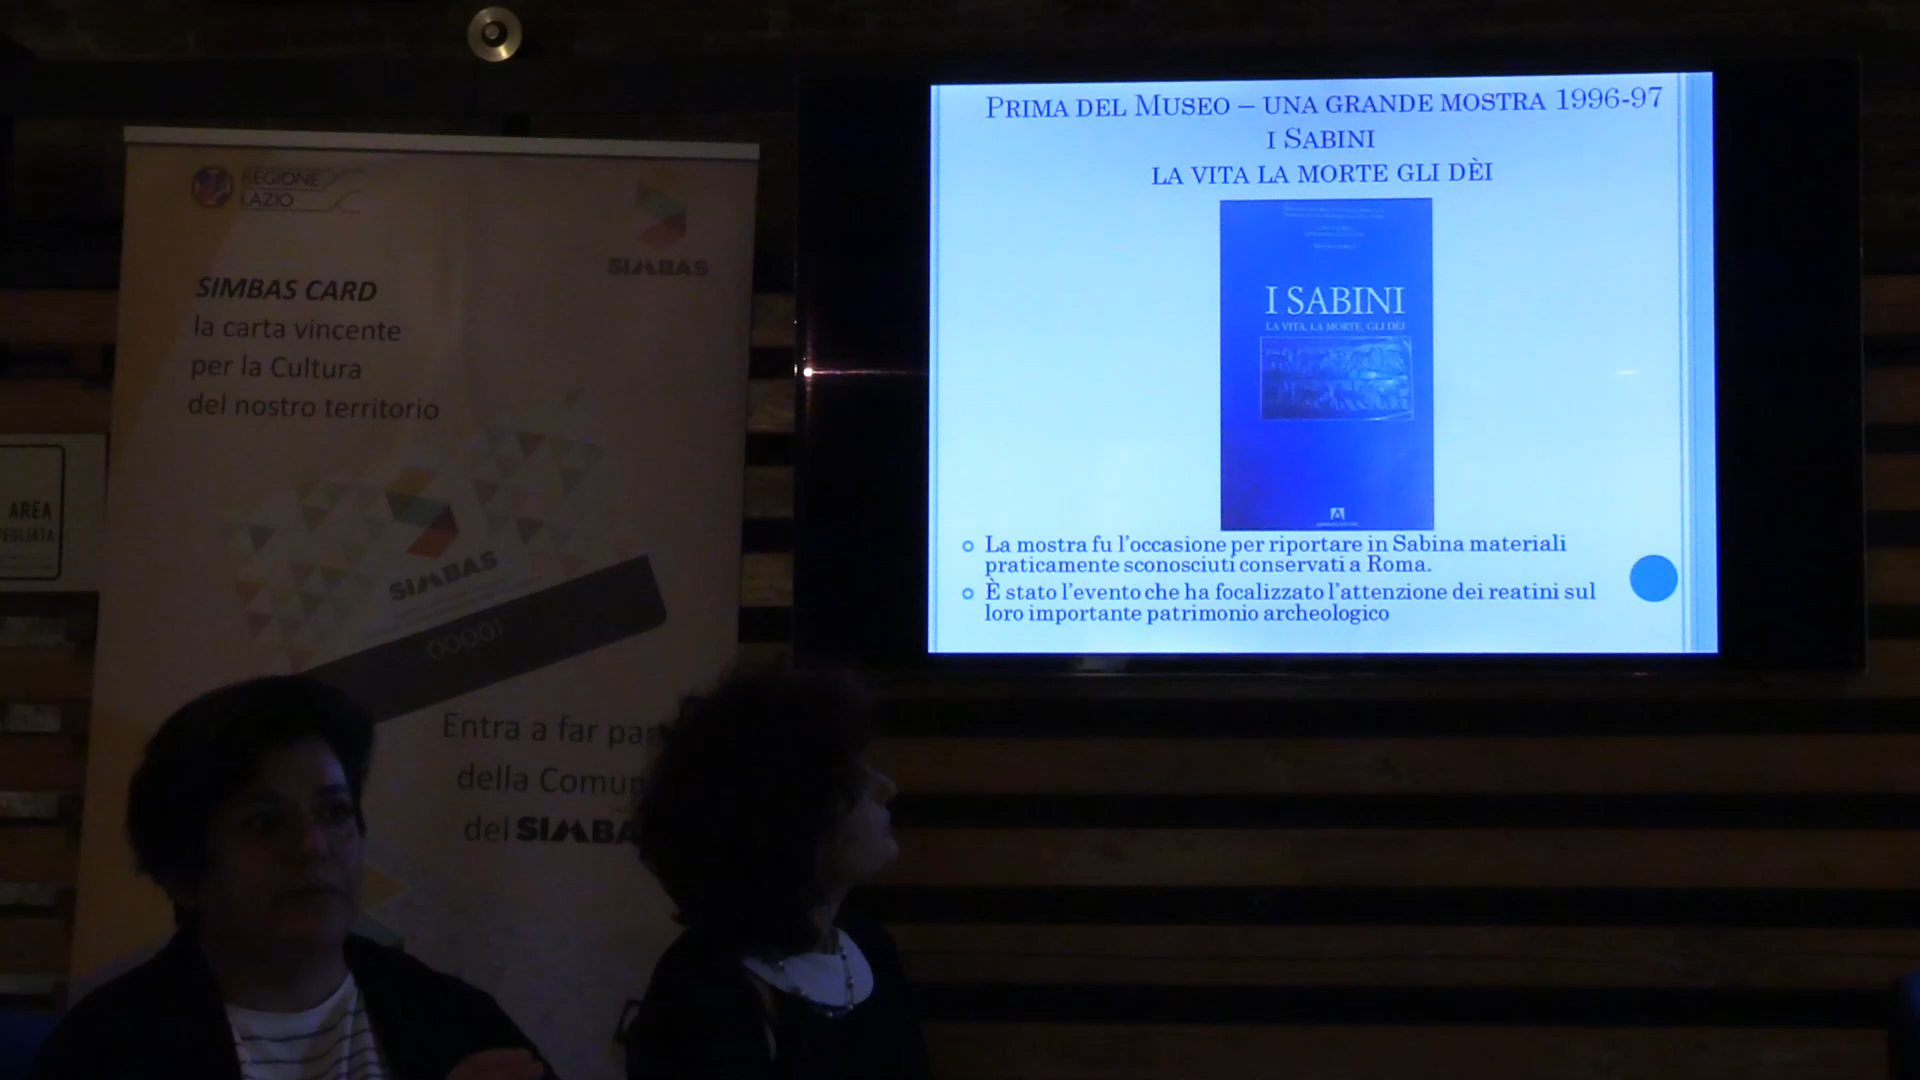 REGIONE
LAZIO
SIMBAS
SIMBAS CARD
la carta vincente
per la Cultura
del nostro territorio
SIMBAS
00001
Entra a far par
della Comun
del SIMBA
AREA
PRIMA DEL MUSEO – UNA GRANDE MOSTRA 1996-97
I SABINI
LA VITA LA MORTE GLI DÈI
I SABINI
LA VITA, LA MORTE, GLI DÈI
La mostra fu l'occasione per riportare in Sabina materiali
praticamente sconosciuti conservati a Roma.
È stato l'evento che ha focalizzato l'attenzione dei reatini sul
loro importante patrimonio archeologico